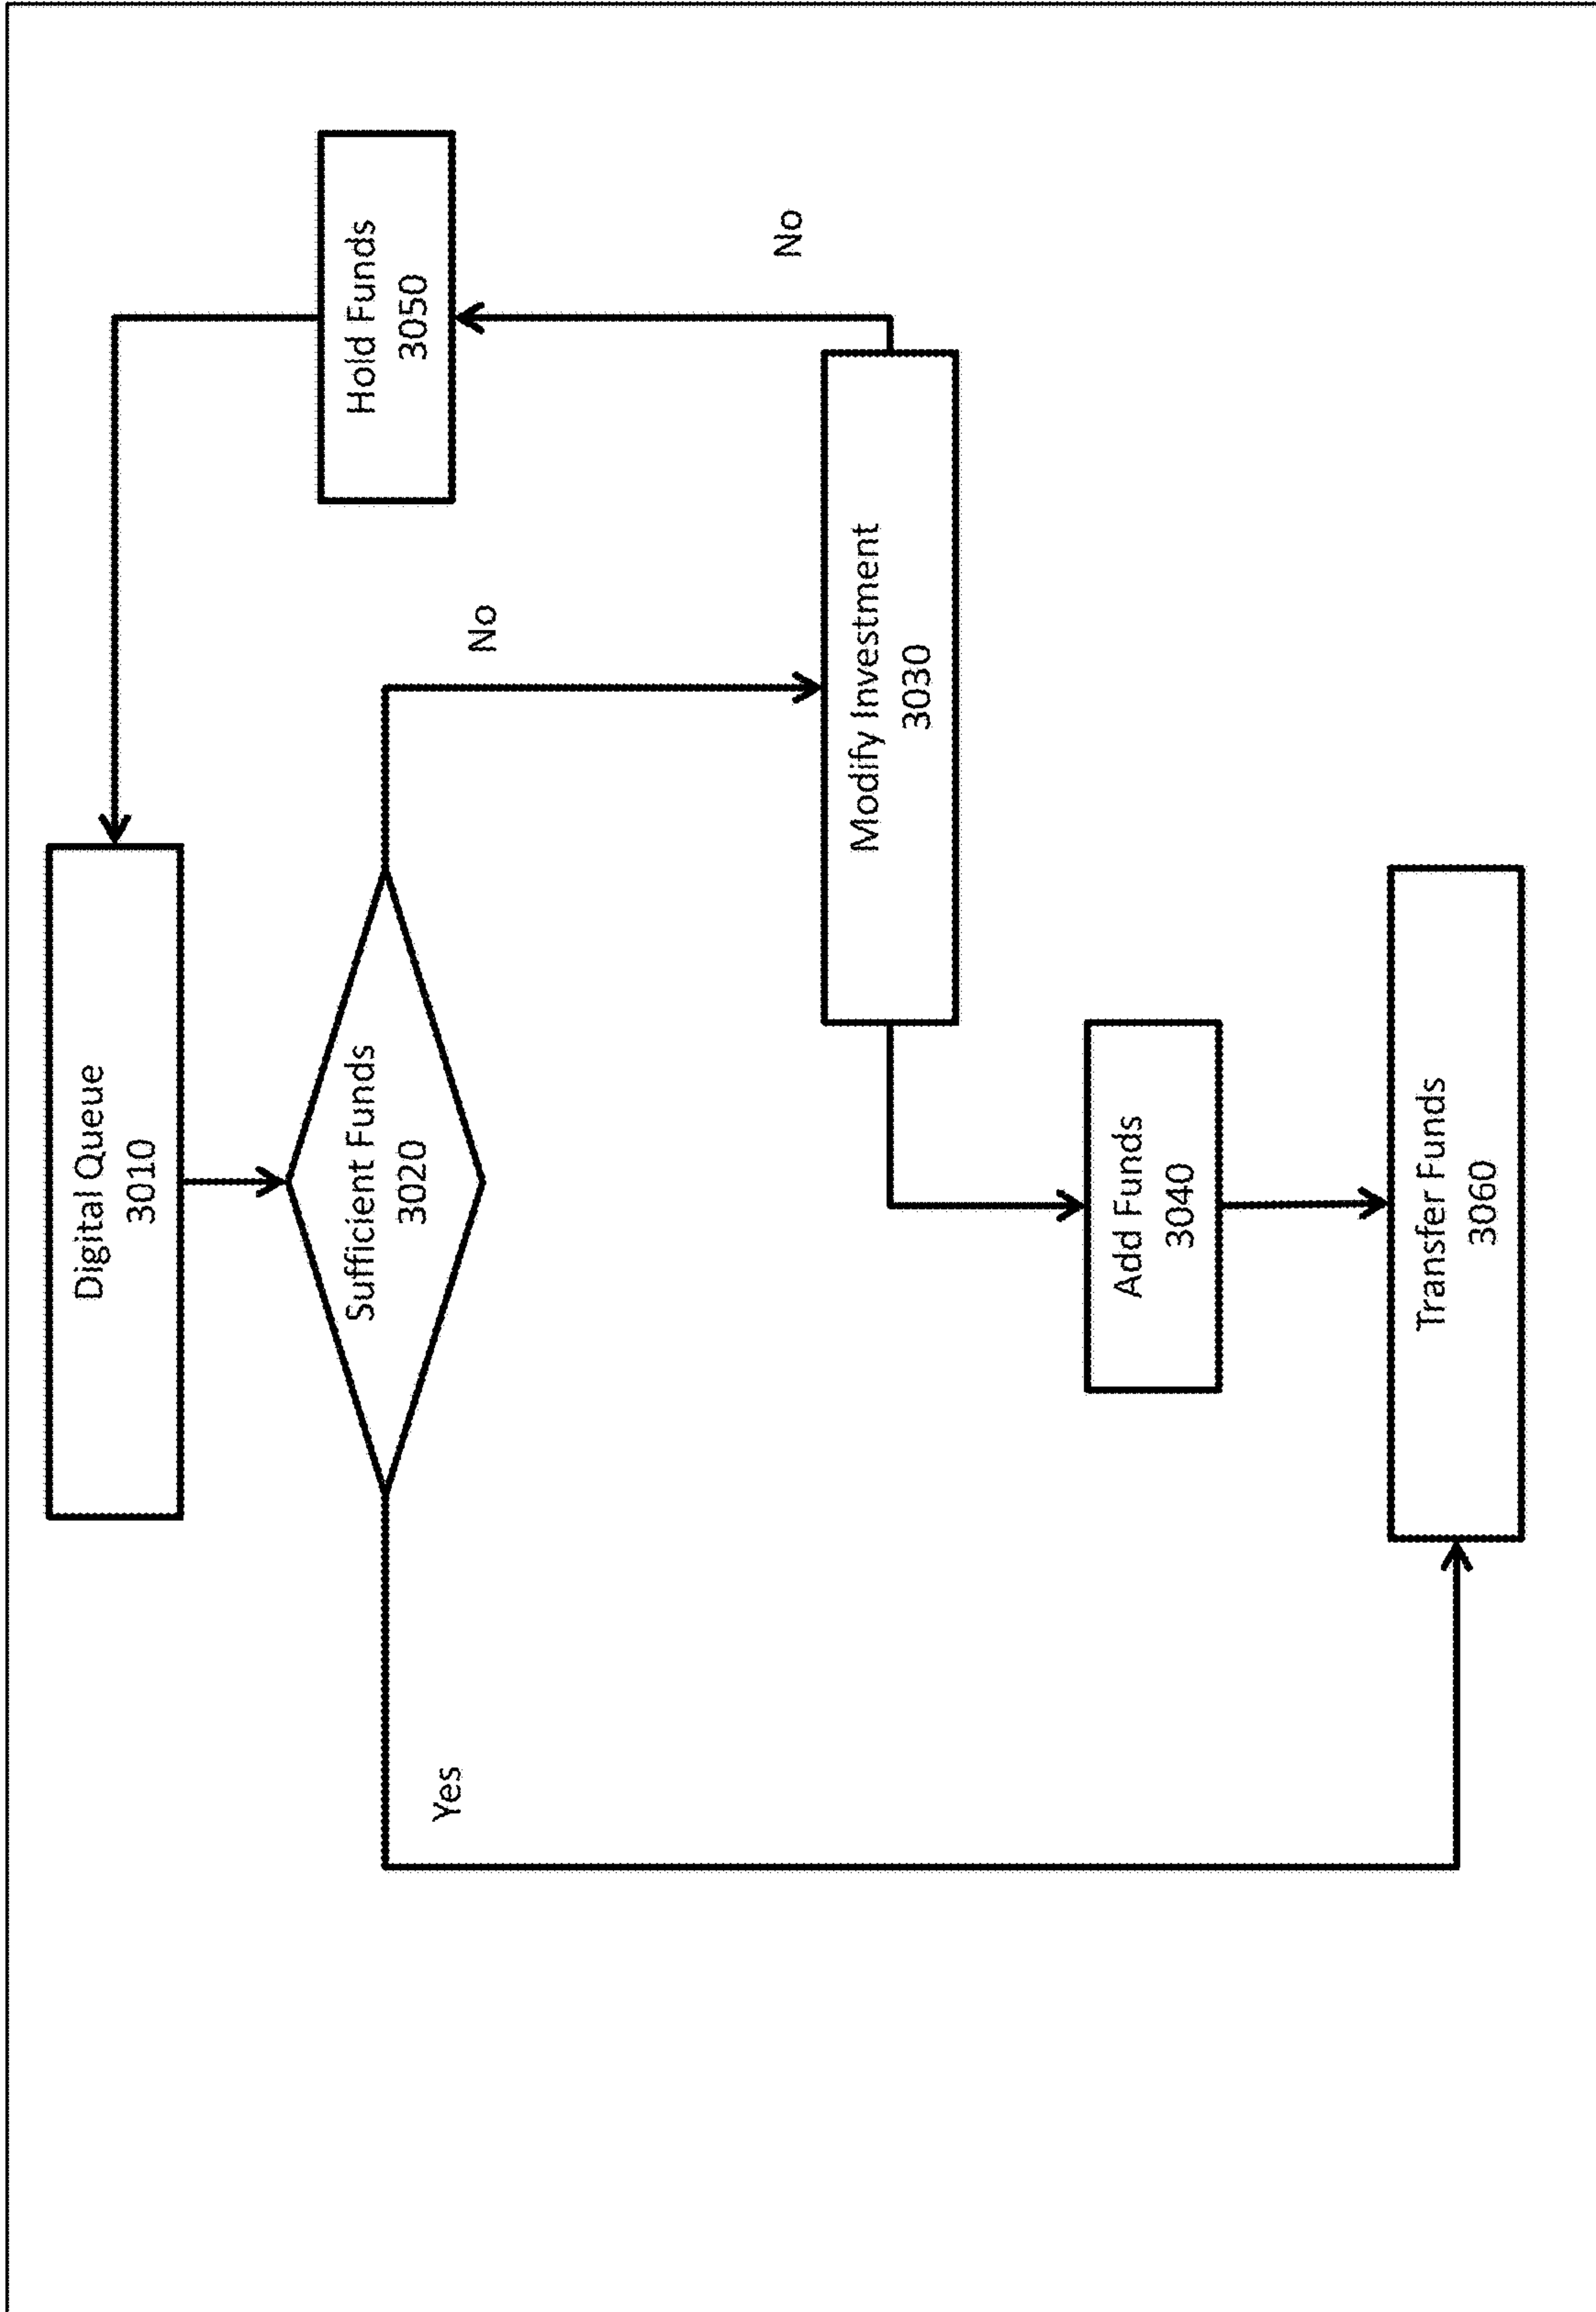 Digital Queue
3010
Sufficient Funds
3020
Hold Funds
3050
Yes
No
No
Modify Investment
3030
Add Funds
3040
Transfer Funds
3060